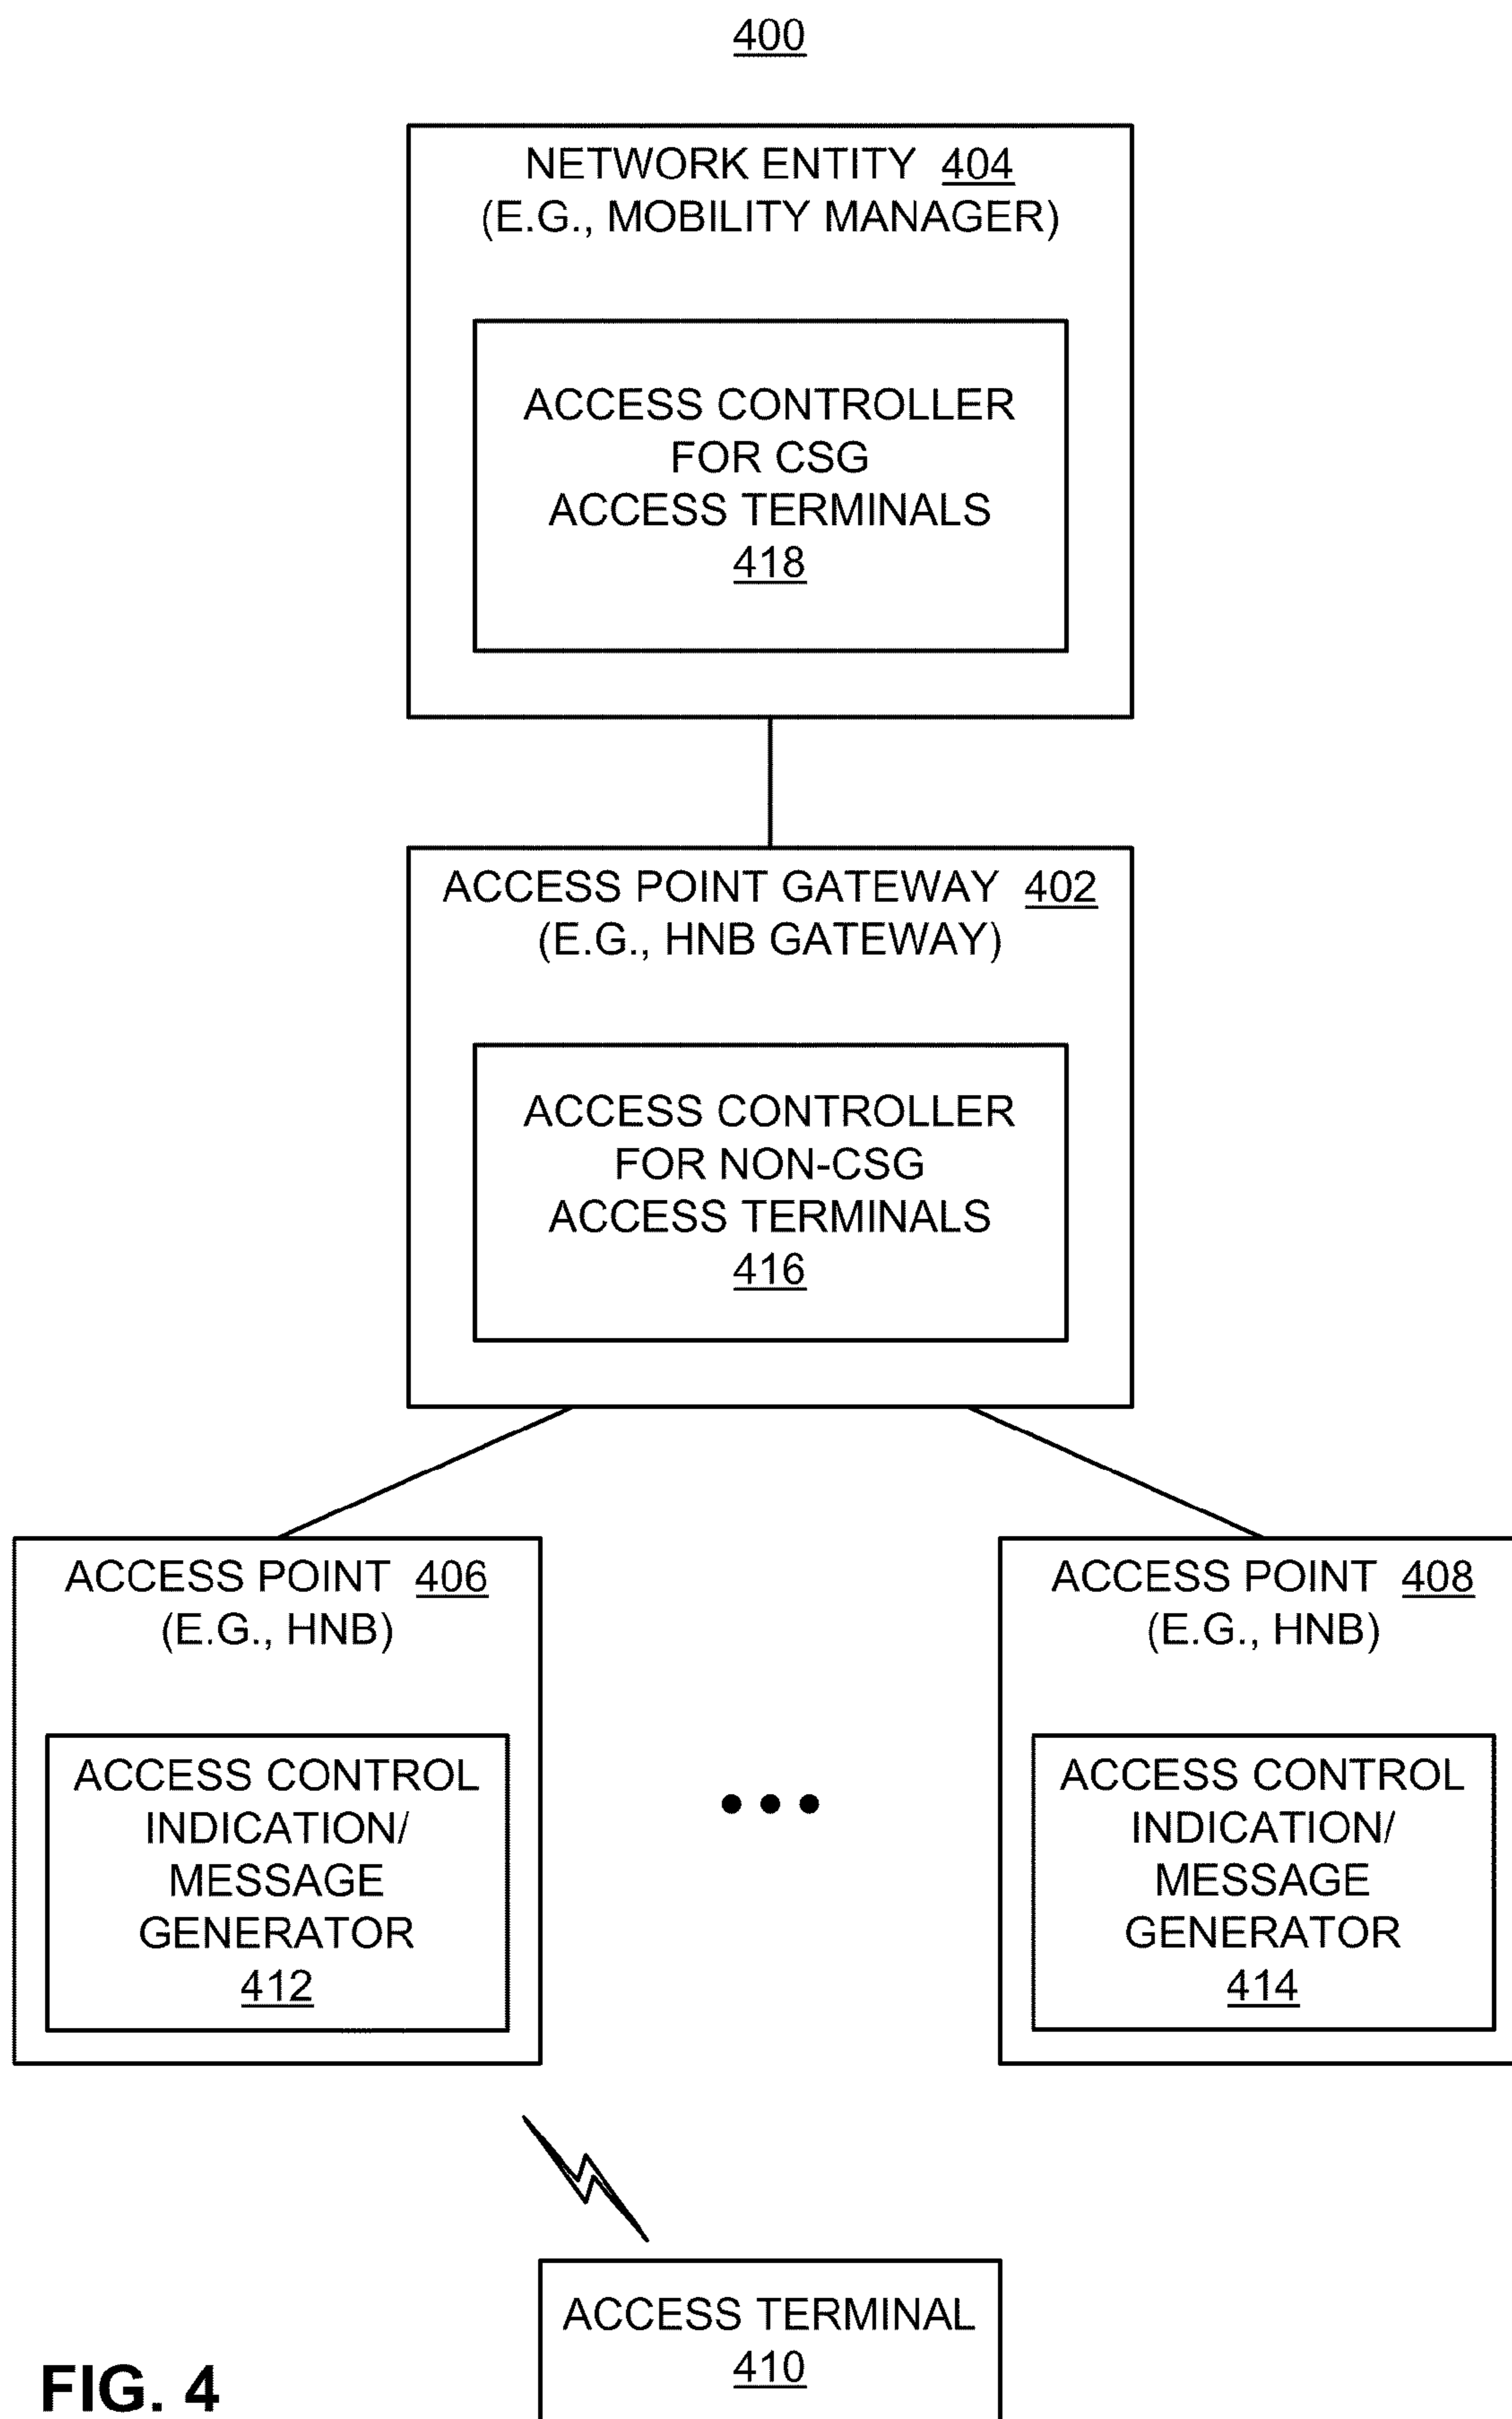 400
NETWORK ENTITY 404
(E.G., MOBILITY MANAGER)
ACCESS CONTROLLER
FOR CSG
ACCESS TERMINALS
418
ACCESS POINT GATEWAY 402
(E.G., HNB GATEWAY)
ACCESS CONTROLLER
FOR NON-CSG
ACCESS TERMINALS
416
ACCESS POINT 406
(E.G., HNB)
ACCESS CONTROL
INDICATION/
MESSAGE
GENERATOR
412
ACCESS POINT 408
(E.G., HNB)
ACCESS CONTROL
INDICATION/
MESSAGE
GENERATOR
414
ACCESS TERMINAL
410
FIG. 4